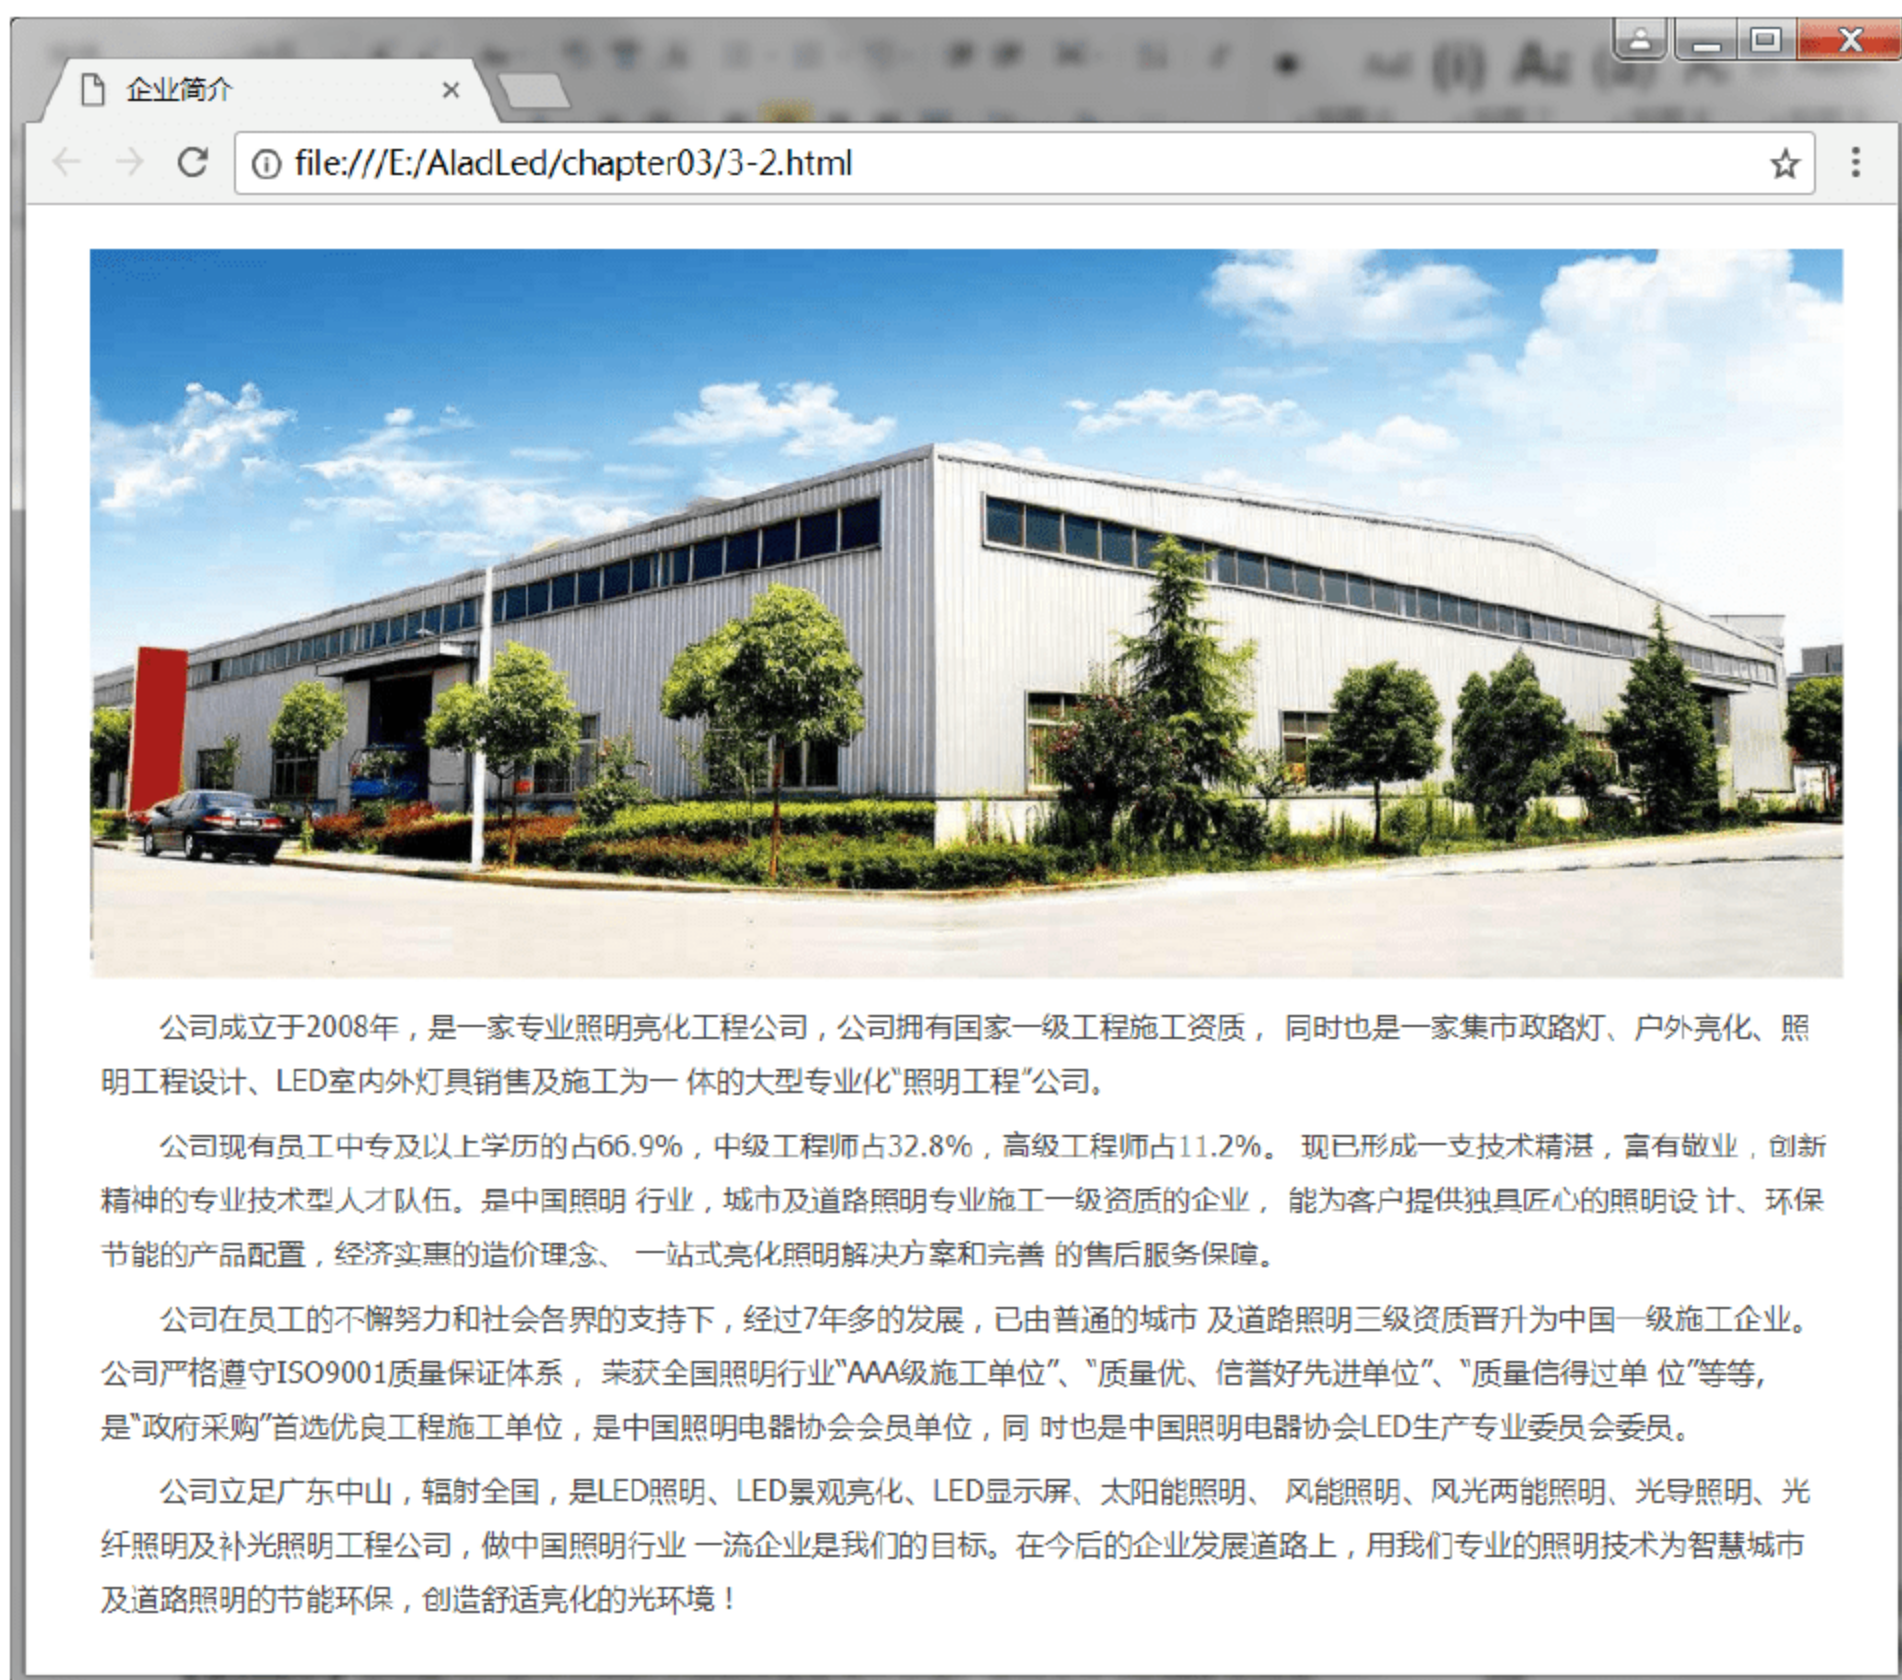 企业简介
file:///E:/AladLed/chapter03/3-2.html
公司成立于2008年，是一家专业照明亮化工程公司，公司拥有国家一级工程施工资质， 同时也是一家集市政路灯、户外亮化、照
明工程设计、LED室内外灯具销售及施工为一 体的大型专业化“照明工程”公司。
公司现有员工中专及以上学历的占66.9%，中级工程师占32.8%，高级工程师占11.2%。 现已形成一支技术精湛，富有敬业，创新
精神的专业技术型人才队伍。是中国照明 行业，城市及道路照明专业施工一级资质的企业， 能为客户提供独具匠心的照明设 计、环保
节能的产品配置，经济实惠的造价理念、 一站式亮化照明解决方案和完善 的售后服务保障。
公司在员工的不懈努力和社会各界的支持下，经过7年多的发展，已由普通的城市 及道路照明三级资质晋升为中国一级施工企业。
公司严格遵守ISO9001质量保证体系， 荣获全国照明行业“AAA级施工单位”、“质量优、信誉好先进单位”、“质量信得过单 位”等等,
是“政府采购”首选优良工程施工单位，是中国照明电器协会会员单位，同 时也是中国照明电器协会LED生产专业委员会委员。
公司立足广东中山，辐射全国，是LED照明、LED景观亮化、LED显示屏、太阳能照明、 风能照明、风光两能照明、光导照明、光
纤照明及补光照明工程公司，做中国照明行业 一流企业是我们的目标。在今后的企业发展道路上，用我们专业的照明技术为智慧城市
及道路照明的节能环保，创造舒适亮化的光环境！